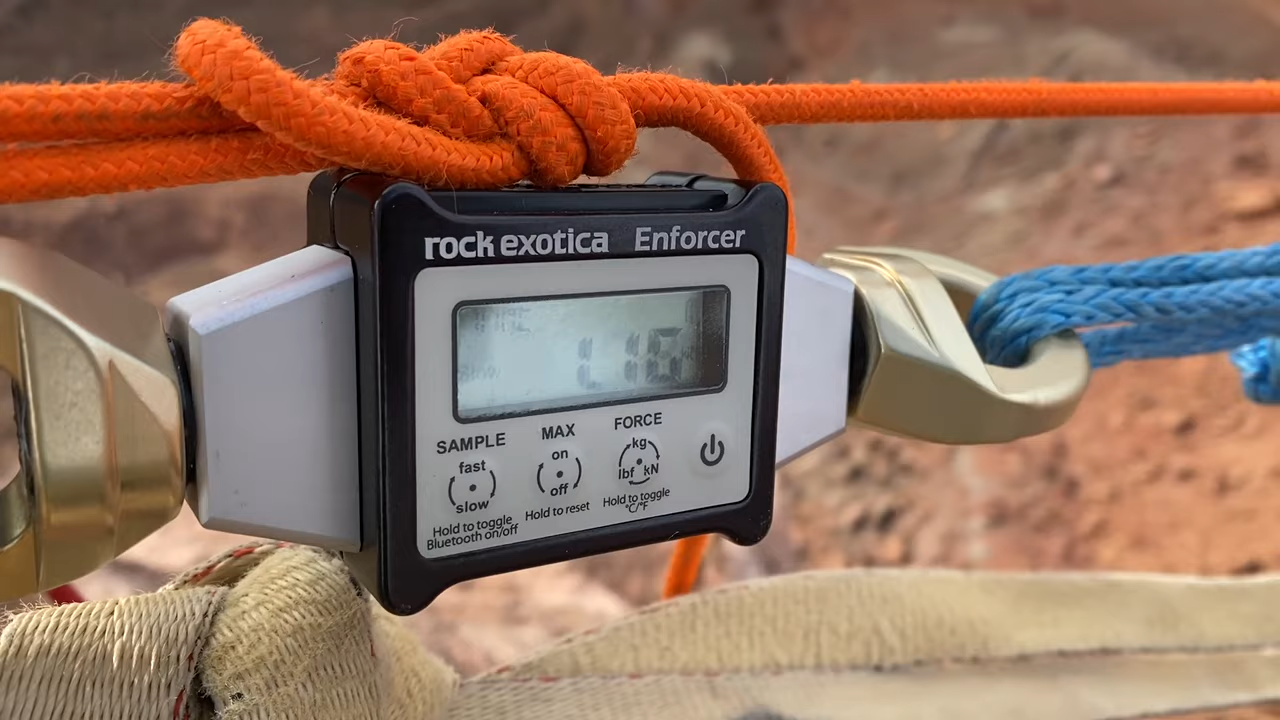 rock exotica Enforcer
SAMPLE
fast
slow
Hold to toggle
Bluetooth on/off
MAX
on
off
Hold to reset
FORCE
kg
lbf kN
Hold to toggle
°C/°F